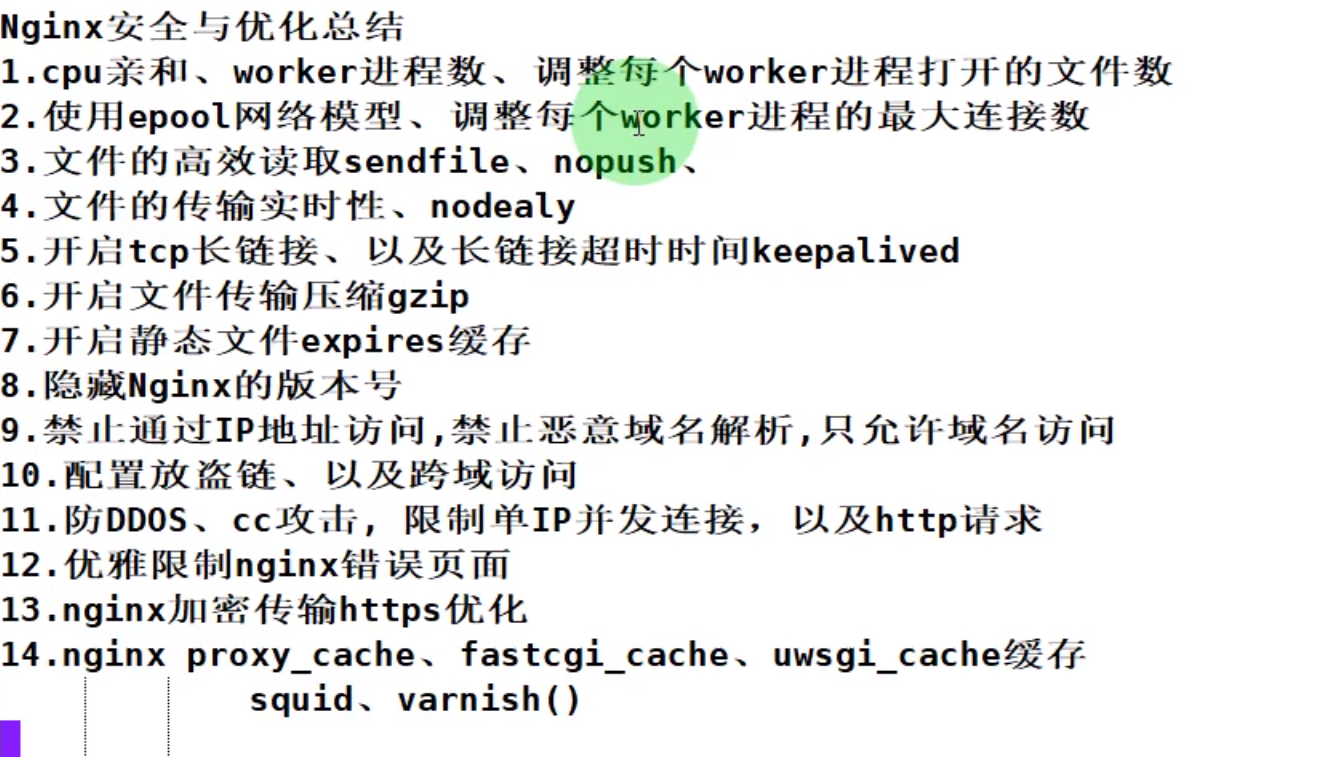 Nginx安全与优化总结
1.cpu亲和、worker进程数、调整每个worker进程打开的文件数
2.使用epool网络模型、调整每个worker进程的最大连接数
3.文件的高效读取sendfile、nopush、
4.文件的传输实时性、nodealy
5.开启tcp长链接、以及长链接超时时间keepalived
6.开启文件传输压缩gzip
7.开启静态文件expires缓存
8.隐藏Nginx的版本号
9.禁止通过IP地址访问,禁止恶意域名解析,只允许域名访问
10.配置放盗链、以及跨域访问
11.防DDOS、cc攻击, 限制单IP并发连接，以及http请求
12.优雅限制nginx错误页面
13.nginx加密传输https优化
14.nginx proxy_cache、fastcgi_cache、uwsgi_cache缓存
squid、varnish()